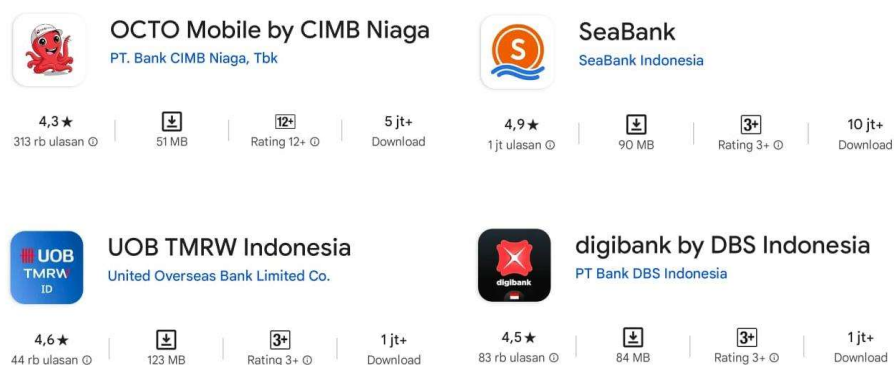 OCTO Mobile by CIMB Niaga
PT. Bank CIMB Niaga, Tbk
4,3★ 12+ 5 jt+
313 rb ulasan 51 MB Rating 12+ Download
S
SeaBank
SeaBank Indonesia
4,9★ 3+ 10 jt+
1 jt ulasan 90 MB Rating 3+ Download
UOB
TMRW
ID
UOB TMRW Indonesia
United Overseas Bank Limited Co.
4,6★ 3+ 1 jt+
44 rb ulasan 123 MB Rating 3+ Download
digibank
digibank by DBS Indonesia
PT Bank DBS Indonesia
4,5★ 3+ 1 jt+
83 rb ulasan 84 MB Rating 3+ Download